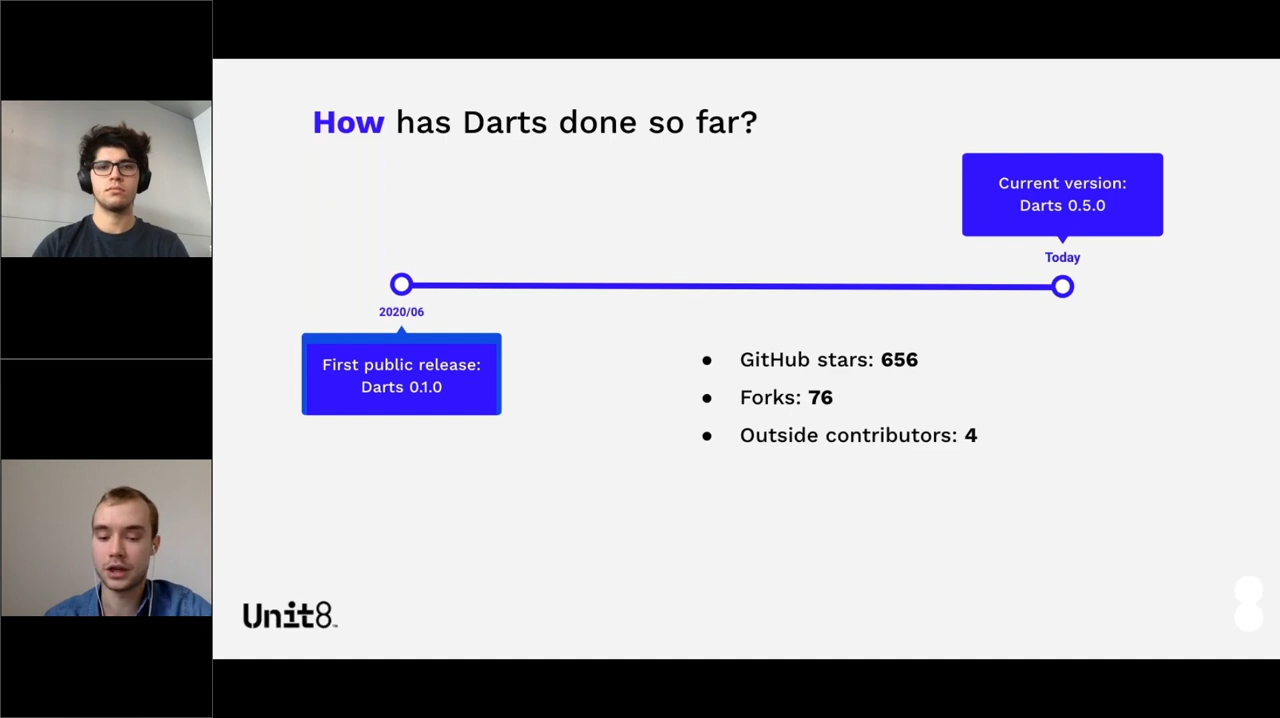 How has Darts done so far?
Current version:
Darts 0.5.0
Today
2020/06
First public release:
Darts 0.1.0
● GitHub stars: 656
● Forks: 76
● Outside contributors: 4
Unit8™